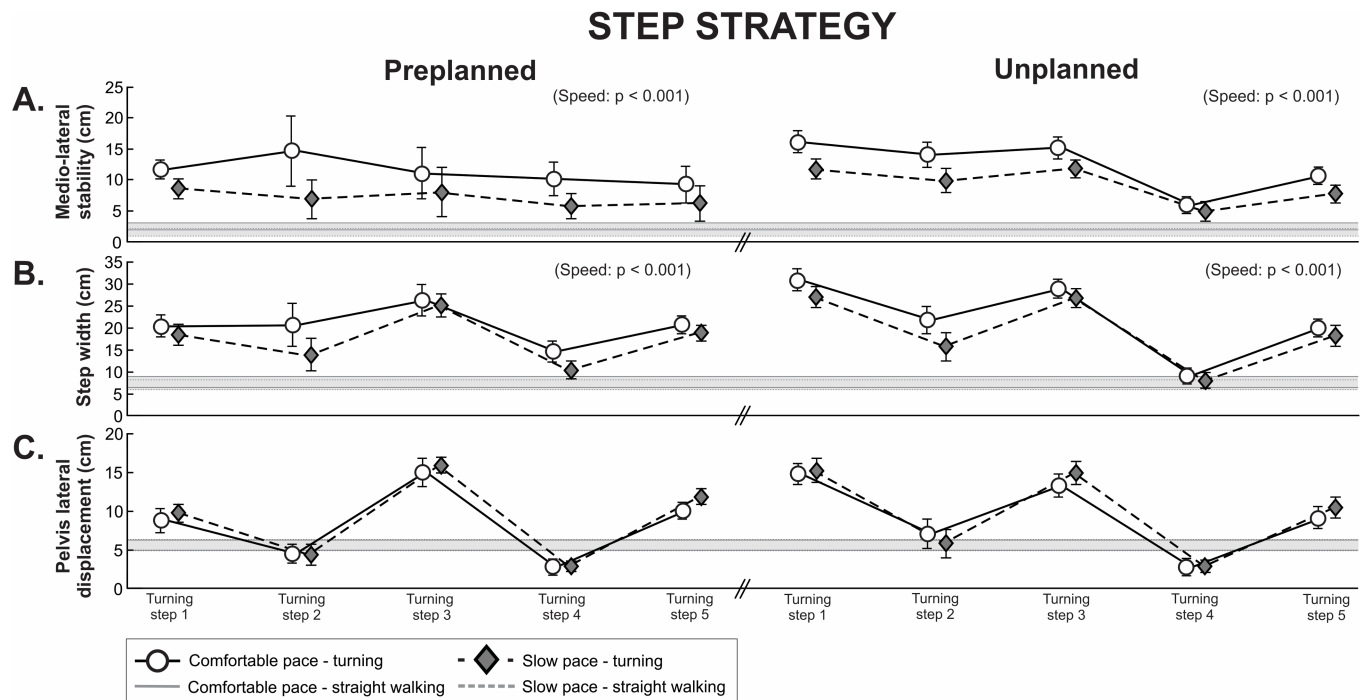 STEP STRATEGY
Preplanned
Unplanned
A.
Medio-lateral
stability (cm)
25
20
15
10
5
0
(Speed: p < 0.001)
(Speed: p < 0.001)
B.
Step width (cm)
35
30
25
20
15
10
5
0
(Speed: p < 0.001)
(Speed: p < 0.001)
C.
Pelvis lateral
displacement (cm)
20
15
10
5
0
Turning
step 1
Turning
step 2
Turning
step 3
Turning
step 4
Turning
step 5
Turning
step 1
Turning
step 2
Turning
step 3
Turning
step 4
Turning
step 5
Comfortable pace - turning
Slow pace - turning
Comfortable pace - straight walking
Slow pace - straight walking